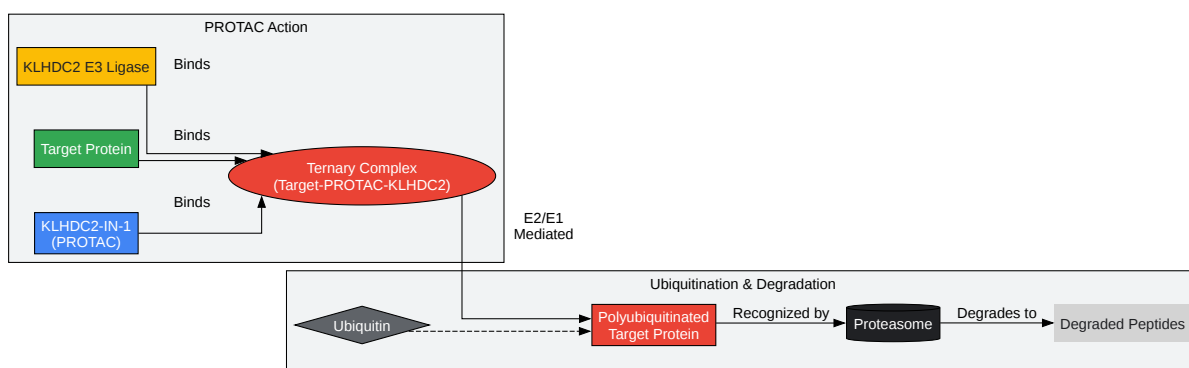 PROTAC Action
KLHDC2 E3 Ligase
Binds
Target Protein
Binds
Ternary Complex
(Target-PROTAC-KLHDC2)
KLHDC2-IN-1
(PROTAC)
Binds
E2/E1
Mediated
Ubiquitination & Degradation
Ubiquitin
Polyubiquitinated
Target Protein
Recognized by
Proteasome
Degrades to
Degraded Peptides